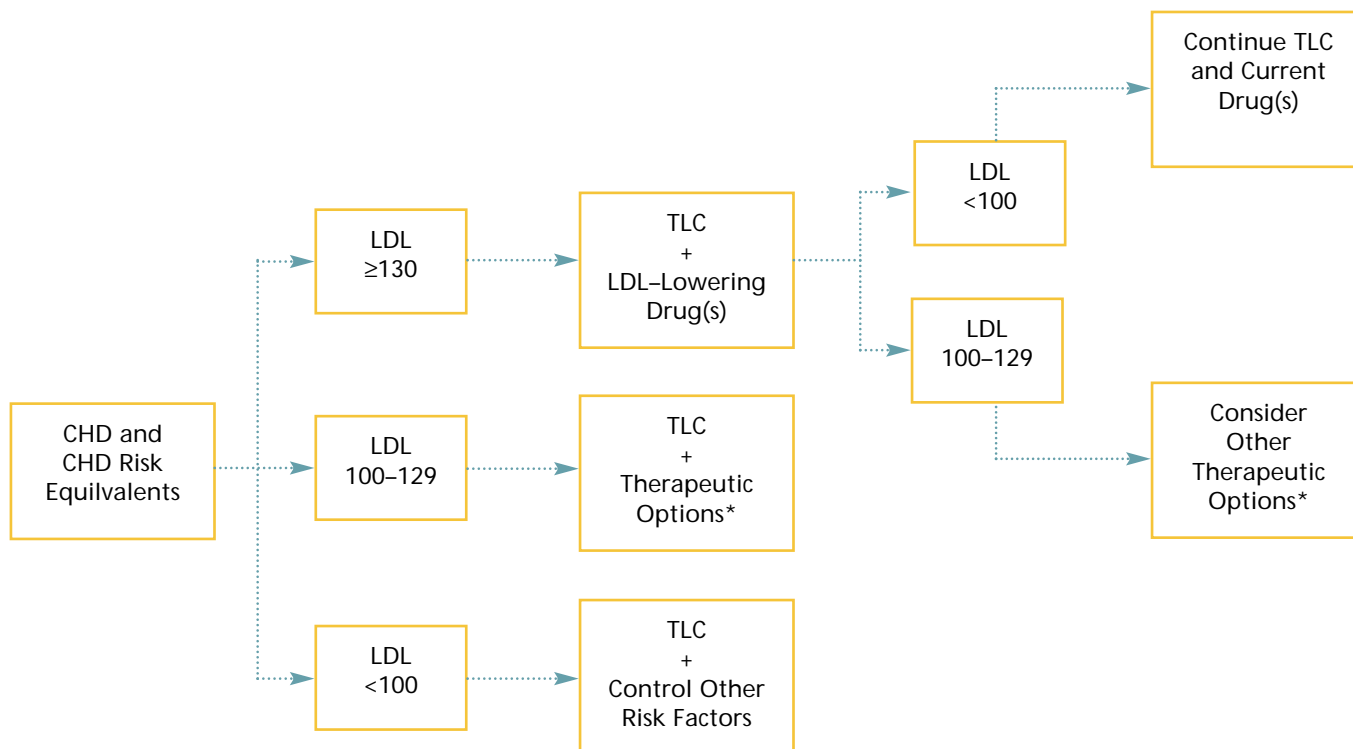 CHD and
CHD Risk
Equilvalents
LDL
≥130
TLC
+
LDL–Lowering
Drug(s)
LDL
<100
Continue TLC
and Current
Drug(s)
LDL
100–129
Consider
Other
Therapeutic
Options*
LDL
100–129
TLC
+
Therapeutic
Options*
LDL
<100
TLC
+
Control Other
Risk Factors